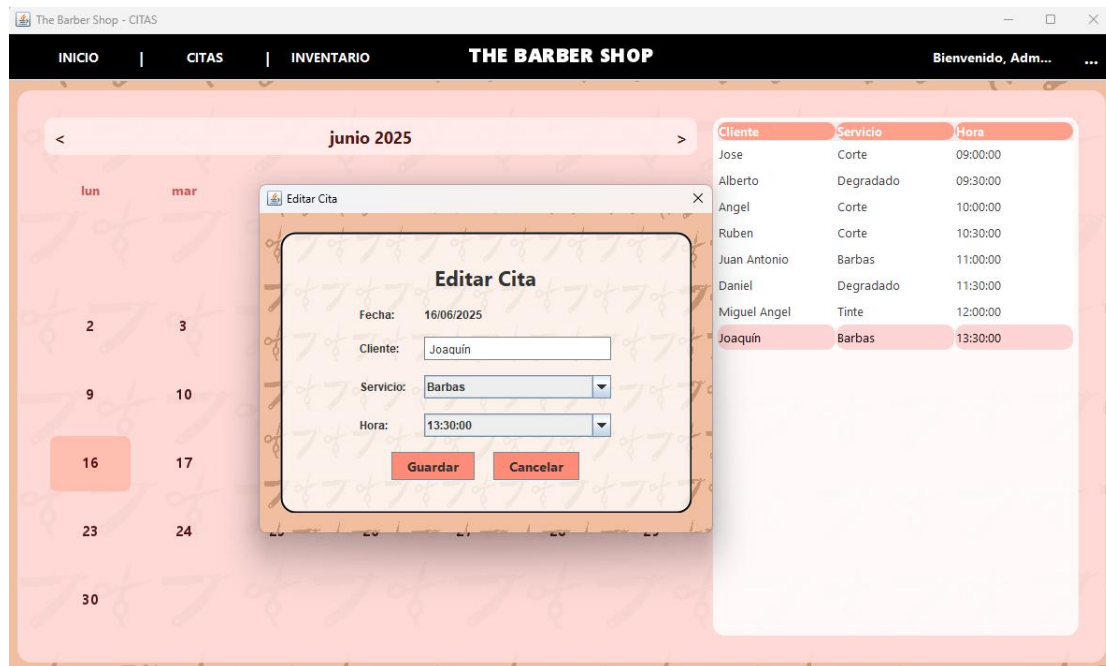 The Barber Shop - CITAS
INICIO | CITAS | INVENTARIO THE BARBER SHOP Bienvenido, Adm... ...
< junio 2025 >
lun mar
2 3
9 10
16 17
23 24
30
Cliente Servicio Hora
Jose Corte 09:00:00
Alberto Degradado 09:30:00
Angel Corte 10:00:00
Ruben Corte 10:30:00
Juan Antonio Barbas 11:00:00
Daniel Degradado 11:30:00
Miguel Angel Tinte 12:00:00
Joaquín Barbas 13:30:00
Editar Cita
Editar Cita
Fecha: 16/06/2025
Cliente: Joaquín
Servicio: Barbas
Hora: 13:30:00
Guardar Cancelar